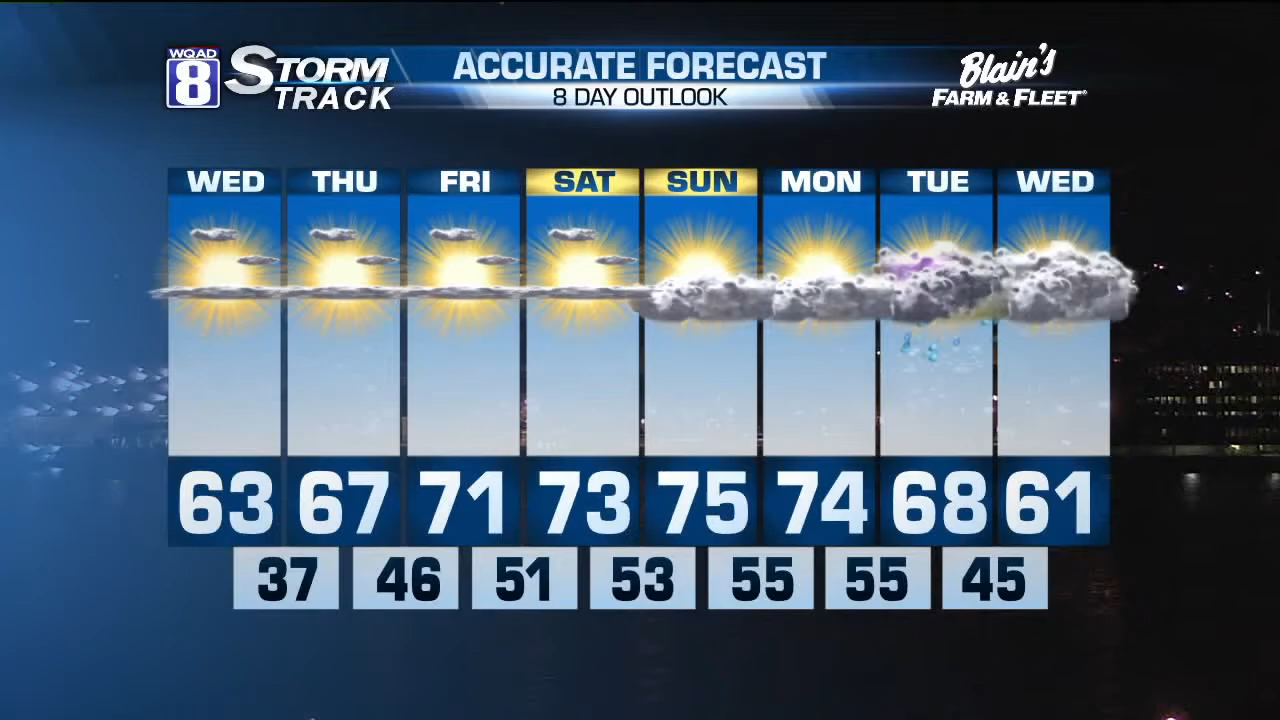 WQAD
8
STORM
TRACK
ACCURATE FORECAST
8 DAY OUTLOOK
Blain's
FARM & FLEET®
WED THU FRI SAT SUN MON TUE WED
63 67 71 73 75 74 68 61
37 46 51 53 55 55 45